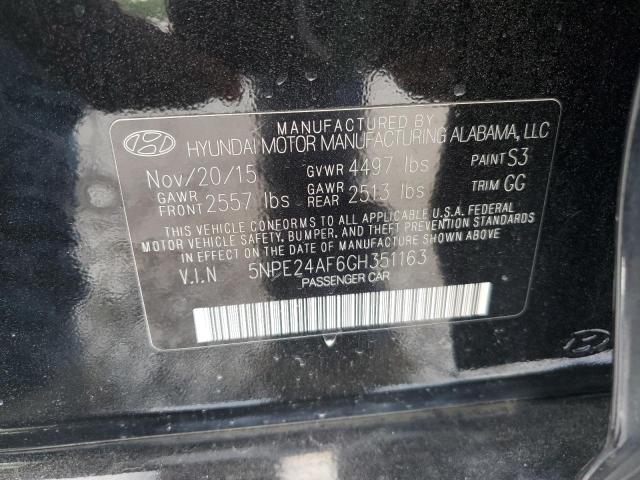 MANUFACTURED BY
HYUNDAI MOTOR MANUFACTURING ALABAMA, LLC
Nov/20/15 GVWR 4497 lbs PAINT S3
GAWR FRONT 2557 lbs GAWR REAR 2513 lbs TRIM GG
THIS VEHICLE CONFORMS TO ALL APPLICABLE U.S.A. FEDERAL
MOTOR VEHICLE SAFETY, BUMPER, AND THEFT PREVENTION STANDARDS
IN EFFECT ON THE DATE OF MANUFACTURE SHOWN ABOVE.
V.I.N 5NPE24AF6GH351163
PASSENGER CAR